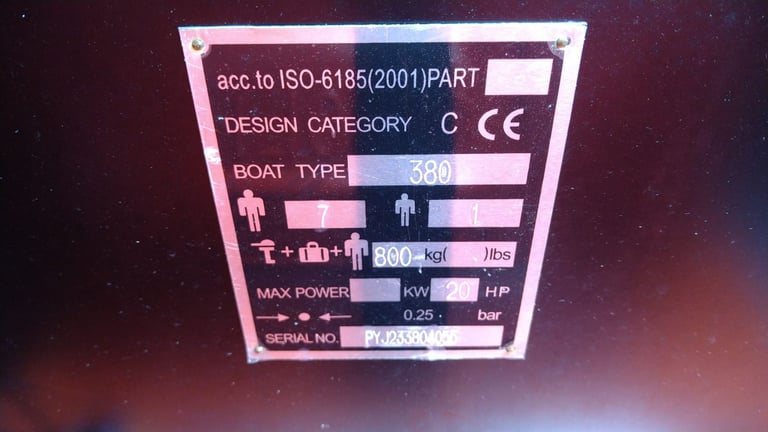 acc.to ISO-6185(2001)PART
DESIGN CATEGORY C CE
BOAT TYPE 380
7 1
+ + 800 kg( )lbs
MAX POWER KW 20 HP
0.25 bar
SERIAL NO. PYJ233804055